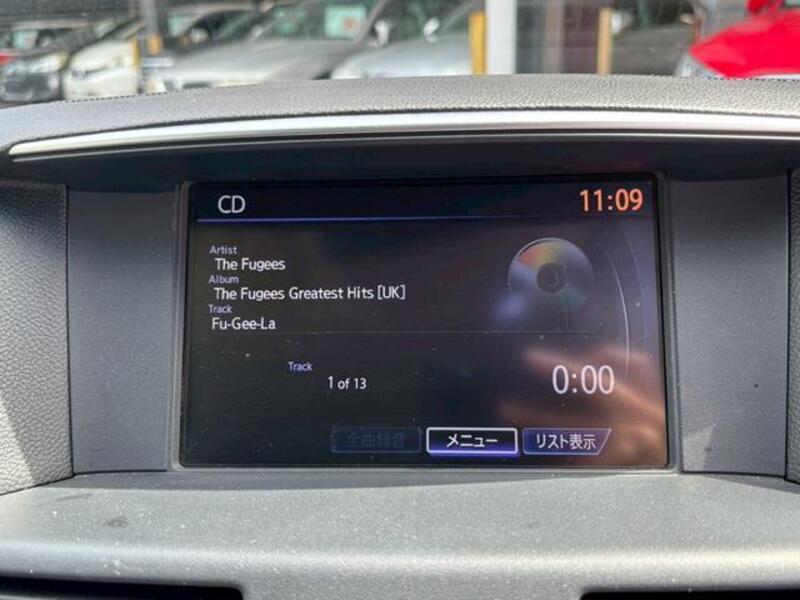 CD 11:09
Artist
The Fugees
Album
The Fugees Greatest Hits [UK]
Track
Fu-Gee-La
Track
1 of 13
0:00
全曲録音 メニュー リスト表示